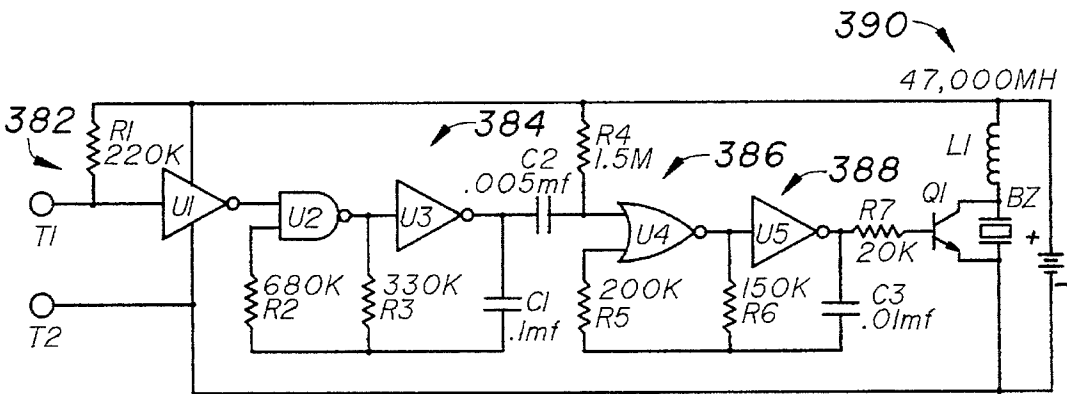 390
47,000MH
382
R1
220K
384
R4
1.5M
C2
.005mf
386
388
L1
Q1
BZ
R7
20K
+
-
U1
U2
U3
U4
U5
T1
680K
R2
330K
R3
C1
.1mf
200K
R5
150K
R6
C3
.01mf
T2